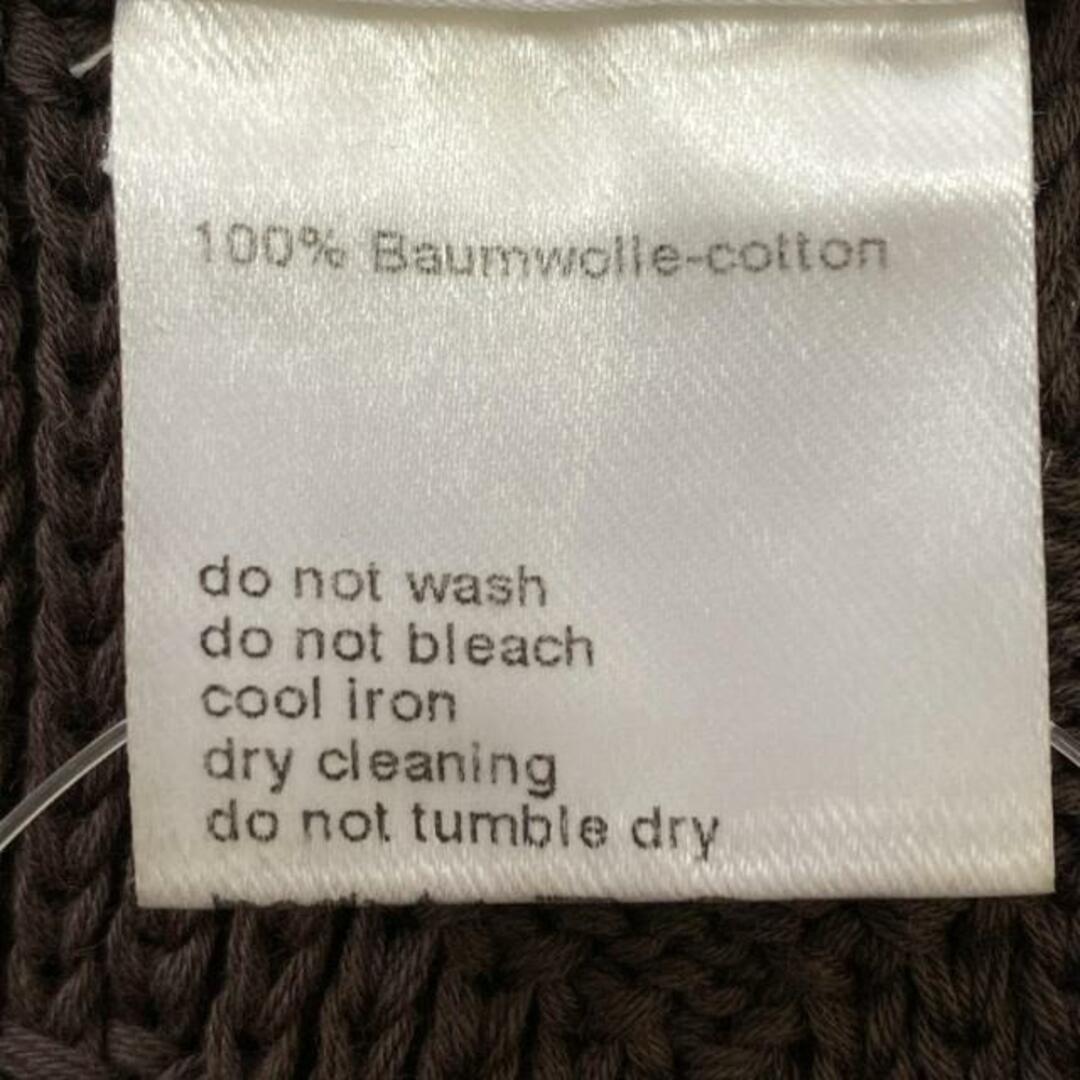 100% Baumwolle-cotton
do not wash
do not bleach
cool iron
dry cleaning
do not tumble dry